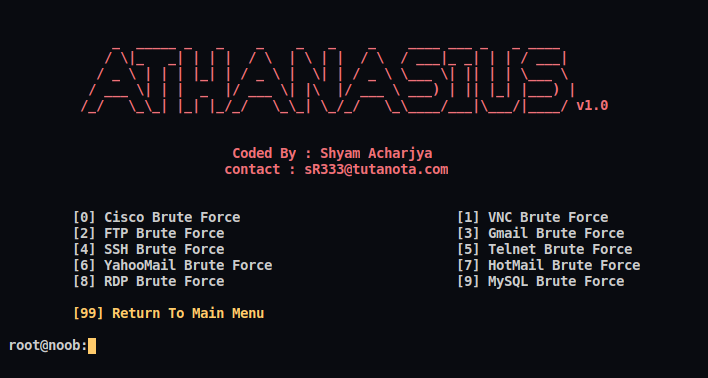 ATHANASIUS v1.0
Coded By : Shyam Acharjya
contact : sR333@tutanota.com
[0] Cisco Brute Force [1] VNC Brute Force
[2] FTP Brute Force [3] Gmail Brute Force
[4] SSH Brute Force [5] Telnet Brute Force
[6] YahooMail Brute Force [7] HotMail Brute Force
[8] RDP Brute Force [9] MySQL Brute Force
[99] Return To Main Menu
root@noob: